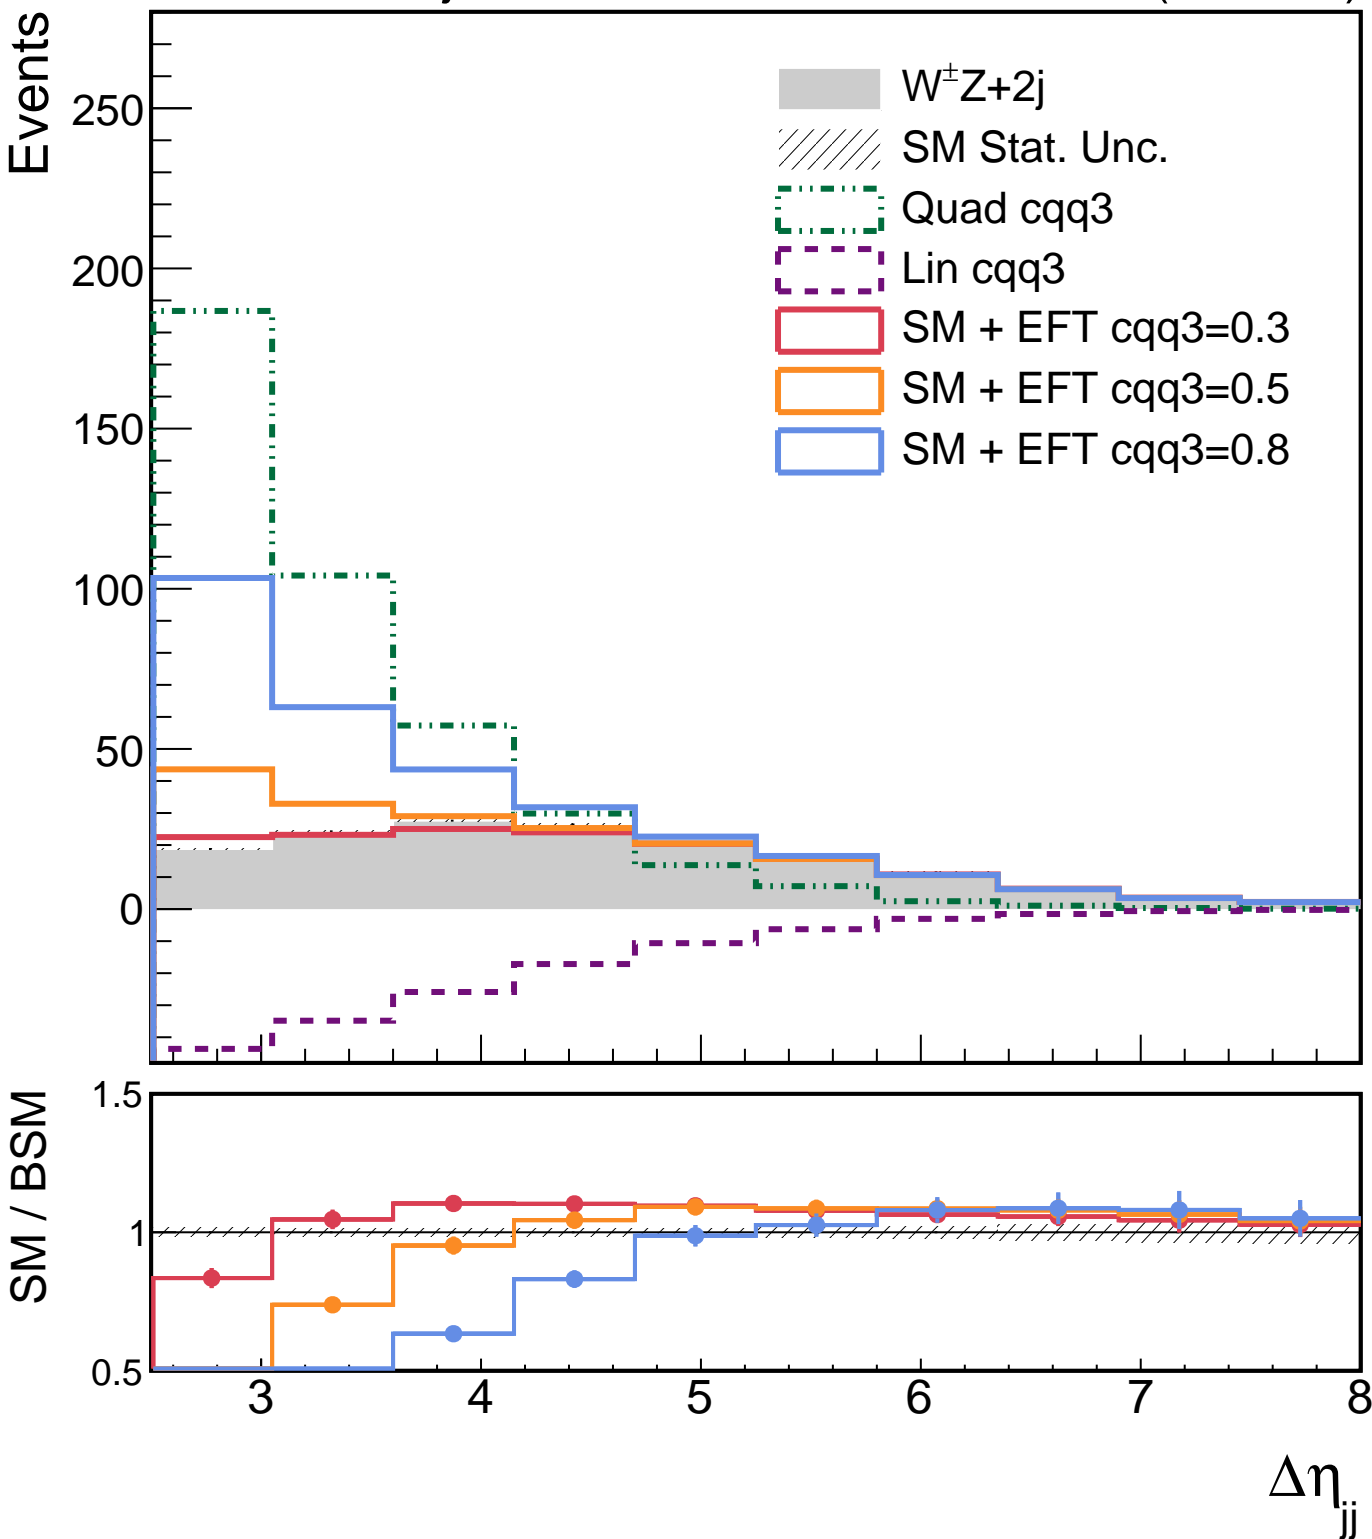 Events
250
200
150
100
50
0
W±Z+2j
SM Stat. Unc.
Quad cqq3
Lin cqq3
SM + EFT cqq3=0.3
SM + EFT cqq3=0.5
SM + EFT cqq3=0.8
SM / BSM
1.5
1
0.5
3 4 5 6 7 8
Δηjj